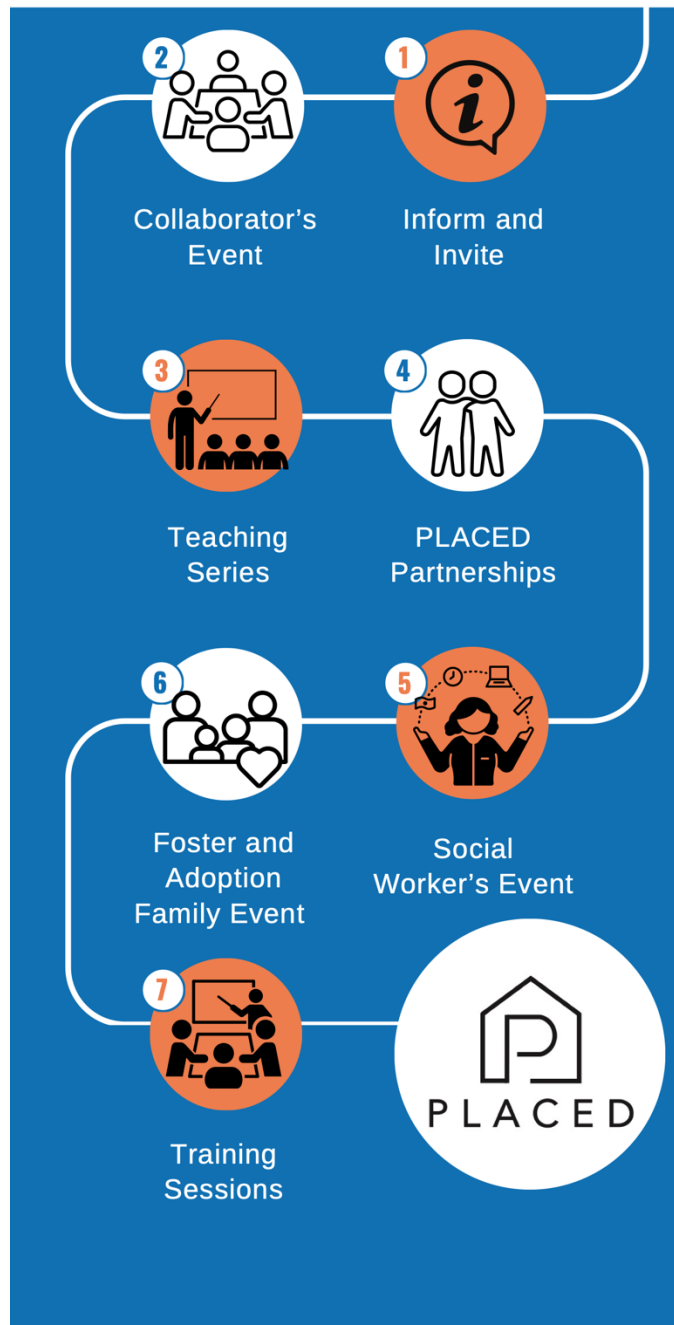 1
Inform and
Invite
2
Collaborator's
Event
3
Teaching
Series
4
PLACED
Partnerships
5
Social
Worker's Event
6
Foster and
Adoption
Family Event
7
Training
Sessions
PLACED